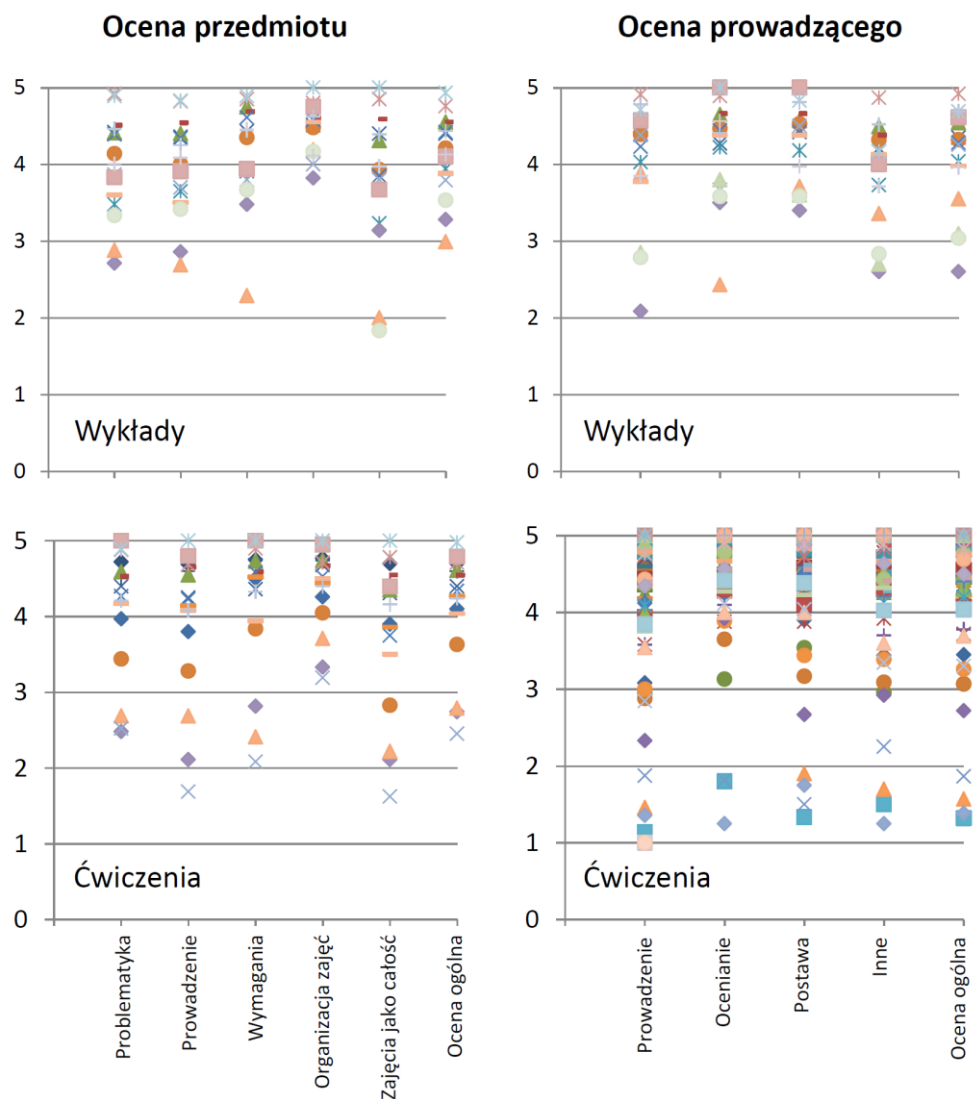 Ocena przedmiotu
Ocena prowadzącego
5
4
3
2
1
0
Wykłady
5
4
3
2
1
0
Wykłady
5
4
3
2
1
0
Ćwiczenia
Problematyka
Prowadzenie
Wymagania
Organizacja zajęć
Zajęcia jako całość
Ocena ogólna
5
4
3
2
1
0
Ćwiczenia
Prowadzenie
Ocenianie
Postawa
Inne
Ocena ogólna